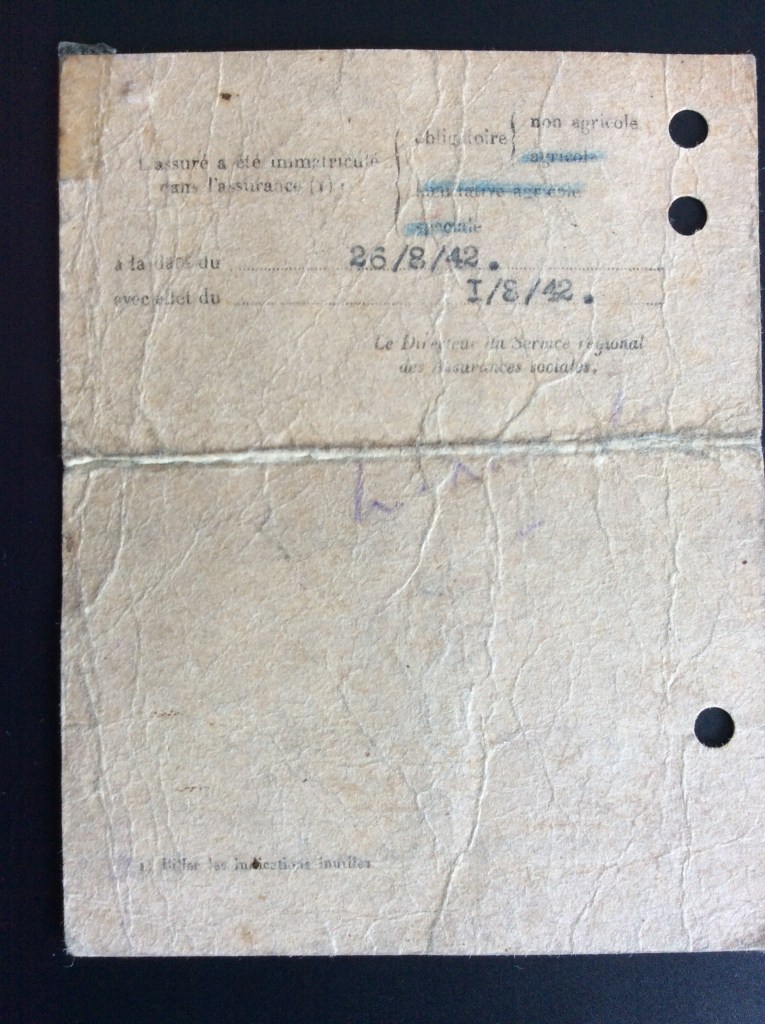 non agricole
obligatoire
agricole
L'assuré a été immatriculé
dans l'assurance (1) :
facultative agricole
spéciale
à la date du 26/8/42.
avec effet du I/8/42.
Le Directeur du Service régional
des Assurances sociales,
1) Biffer les indications inutiles